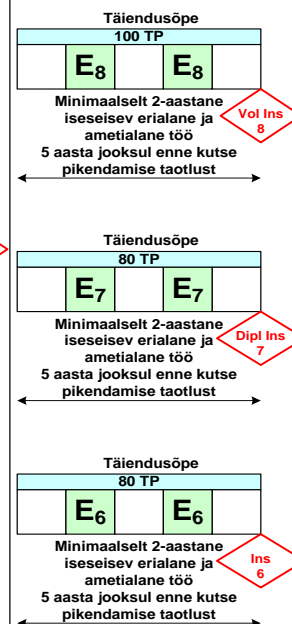 Täiendusõpe
100 TP
E8 E8
Minimaalselt 2-aastane
iseseisev erialane ja
ametialane töö
5 aasta jooksul enne kutse
pikendamise taotlust
Vol Ins
8
Täiendusõpe
80 TP
E7 E7
Minimaalselt 2-aastane
iseseisev erialane ja
ametialane töö
5 aasta jooksul enne kutse
pikendamise taotlust
Dipl Ins
7
Täiendusõpe
80 TP
E6 E6
Minimaalselt 2-aastane
iseseisev erialane ja
ametialane töö
5 aasta jooksul enne kutse
pikendamise taotlust
Ins
6